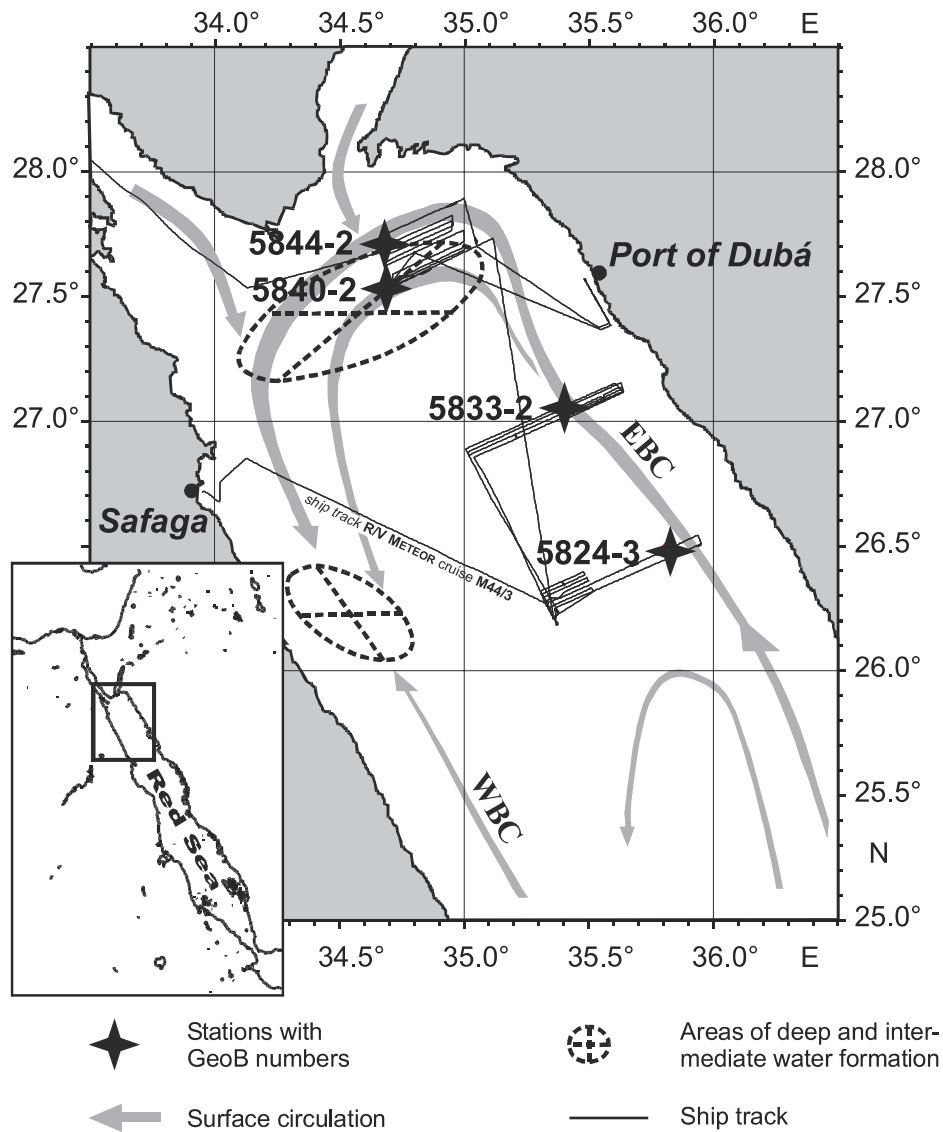 34.0° 34.5° 35.0° 35.5° 36.0° E
28.0° 28.0°
5844-2
Port of Dubá
27.5° 5840-2 27.5°
27.0° 5833-2 27.0°
EBC
Safaga
ship track R/V METEOR cruise M44/3
26.5°
5824-3
26.0°
WBC
25.5°
Red Sea
N
25.0°
34.5° 35.0° 35.5° 36.0° E
Stations with
GeoB numbers
Areas of deep and inter-
mediate water formation
Surface circulation
Ship track